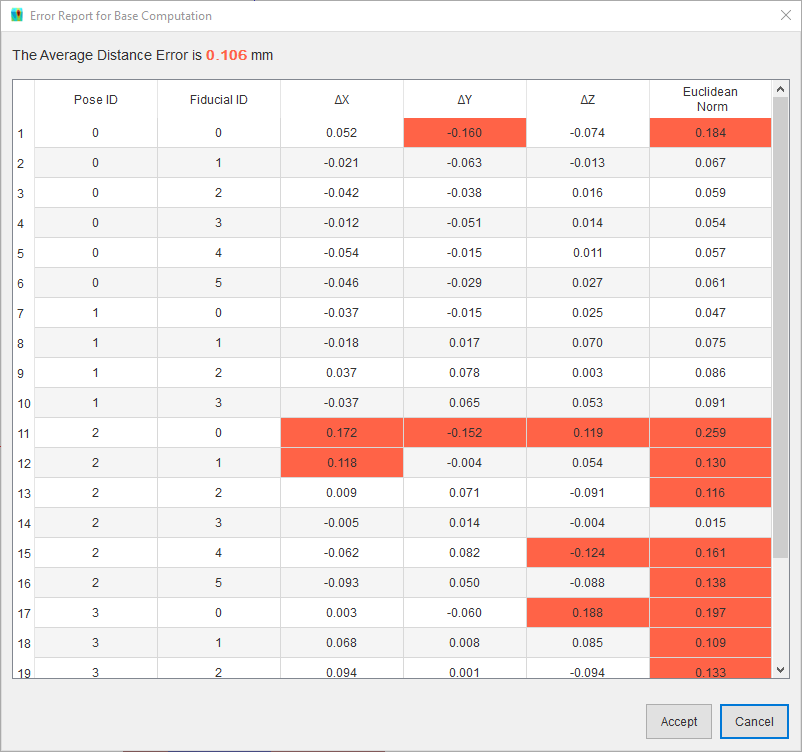 Error Report for Base Computation
The Average Distance Error is 0.106 mm
Pose ID Fiducial ID ΔX ΔY ΔZ Euclidean Norm
1 0 0 0.052 -0.160 -0.074 0.184
2 0 1 -0.021 -0.063 -0.013 0.067
3 0 2 -0.042 -0.038 0.016 0.059
4 0 3 -0.012 -0.051 0.014 0.054
5 0 4 -0.054 -0.015 0.011 0.057
6 0 5 -0.046 -0.029 0.027 0.061
7 1 0 -0.037 -0.015 0.025 0.047
8 1 1 -0.018 0.017 0.070 0.075
9 1 2 0.037 0.078 0.003 0.086
10 1 3 -0.037 0.065 0.053 0.091
11 2 0 0.172 -0.152 0.119 0.259
12 2 1 0.118 -0.004 0.054 0.130
13 2 2 0.009 0.071 -0.091 0.116
14 2 3 -0.005 0.014 -0.004 0.015
15 2 4 -0.062 0.082 -0.124 0.161
16 2 5 -0.093 0.050 -0.088 0.138
17 3 0 0.003 -0.060 0.188 0.197
18 3 1 0.068 0.008 0.085 0.109
19 3 2 0.094 0.001 -0.094 0.133
Accept Cancel